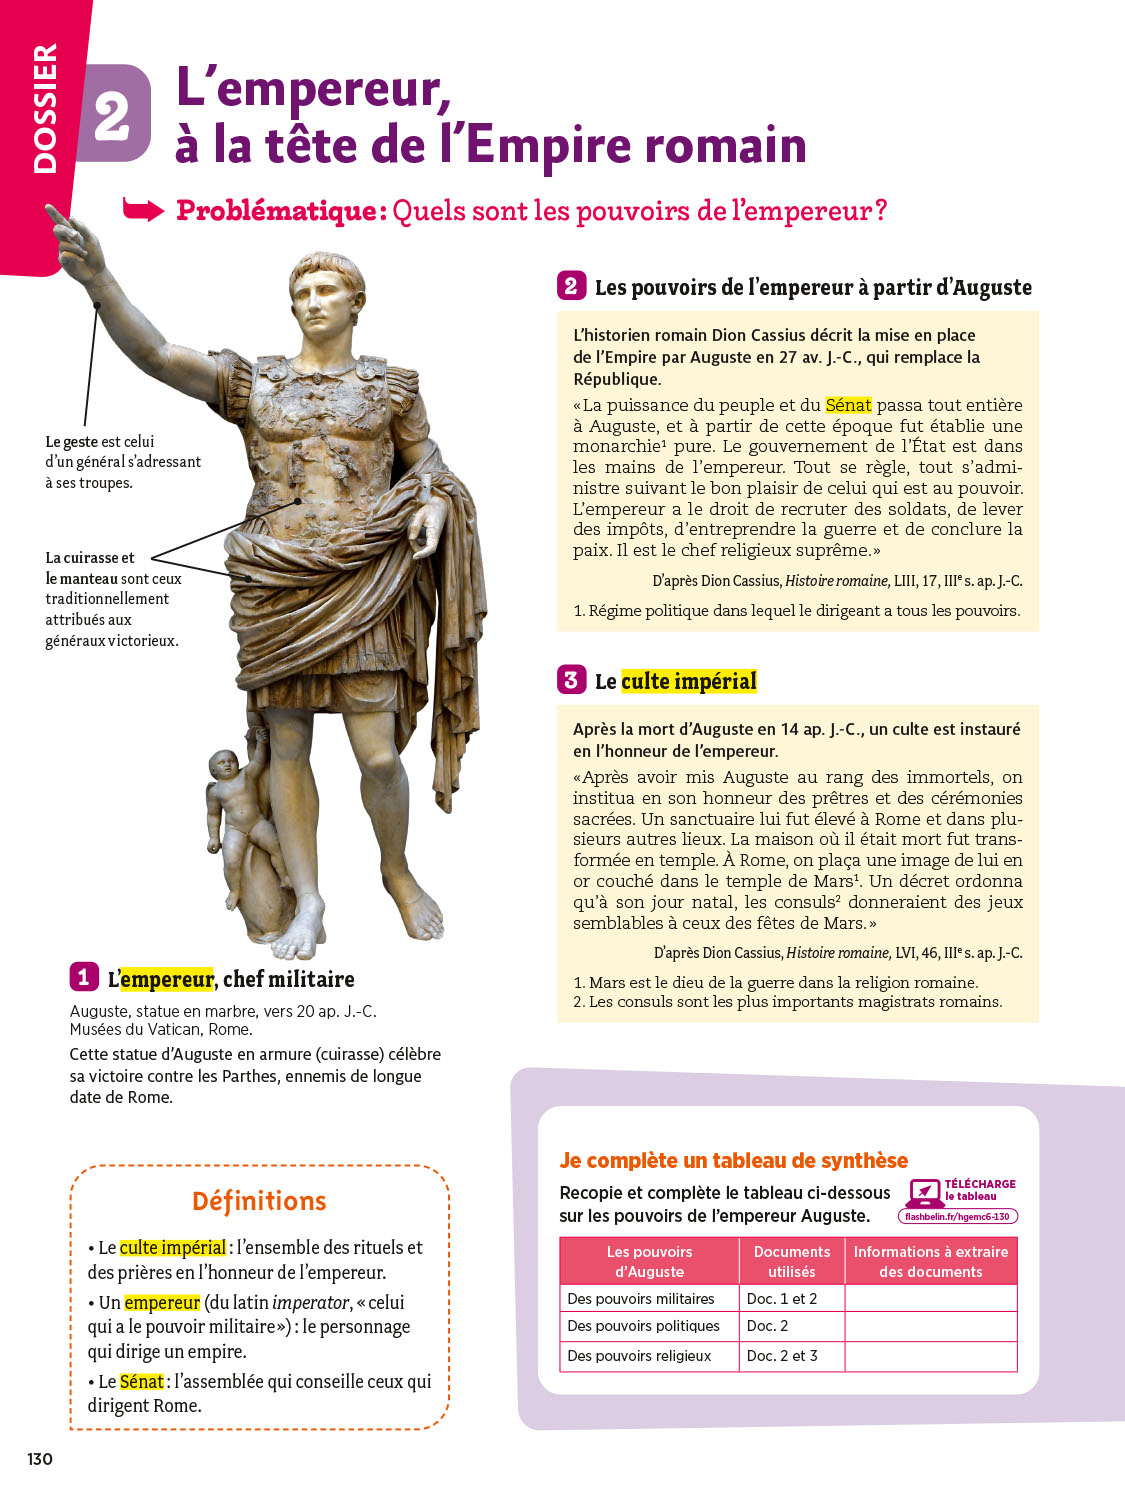 DOSSIER
2
L'empereur,
à la tête de l'Empire romain
Problématique : Quels sont les pouvoirs de l'empereur ?
Le geste est celui
d'un général s'adressant
à ses troupes.
La cuirasse et
le manteau sont ceux
traditionnellement
attribués aux
généraux victorieux.
1 L'empereur, chef militaire
Auguste, statue en marbre, vers 20 ap. J.-C.
Musées du Vatican, Rome.
Cette statue d'Auguste en armure (cuirasse) célèbre
sa victoire contre les Parthes, ennemis de longue
date de Rome.
Définitions
• Le culte impérial : l'ensemble des rituels et
des prières en l'honneur de l'empereur.
• Un empereur (du latin imperator, « celui
qui a le pouvoir militaire ») : le personnage
qui dirige un empire.
• Le Sénat : l'assemblée qui conseille ceux qui
dirigent Rome.
2 Les pouvoirs de l'empereur à partir d'Auguste
L'historien romain Dion Cassius décrit la mise en place
de l'Empire par Auguste en 27 av. J.-C., qui remplace la
République.
« La puissance du peuple et du Sénat passa tout entière
à Auguste, et à partir de cette époque fut établie une
monarchie¹ pure. Le gouvernement de l'État est dans
les mains de l'empereur. Tout se règle, tout s'admi-
nistre suivant le bon plaisir de celui qui est au pouvoir.
L'empereur a le droit de recruter des soldats, de lever
des impôts, d'entreprendre la guerre et de conclure la
paix. Il est le chef religieux suprême. »
D'après Dion Cassius, Histoire romaine, LIII, 17, IIIe s. ap. J.-C.
1. Régime politique dans lequel le dirigeant a tous les pouvoirs.
3 Le culte impérial
Après la mort d'Auguste en 14 ap. J.-C., un culte est instauré
en l'honneur de l'empereur.
« Après avoir mis Auguste au rang des immortels, on
institua en son honneur des prêtres et des cérémonies
sacrées. Un sanctuaire lui fut élevé à Rome et dans plu-
sieurs autres lieux. La maison où il était mort fut trans-
formée en temple. À Rome, on plaça une image de lui en
or couché dans le temple de Mars¹. Un décret ordonna
qu'à son jour natal, les consuls² donneraient des jeux
semblables à ceux des fêtes de Mars. »
D'après Dion Cassius, Histoire romaine, LVI, 46, IIIe s. ap. J.-C.
1. Mars est le dieu de la guerre dans la religion romaine.
2. Les consuls sont les plus importants magistrats romains.
Je complète un tableau de synthèse
Recopie et complète le tableau ci-dessous
sur les pouvoirs de l'empereur Auguste.
TÉLÉCHARGE
le tableau
flashbelin.fr/hgemc6-130
Les pouvoirs
d'Auguste
Documents
utilisés
Informations à extraire
des documents
Des pouvoirs militaires Doc. 1 et 2
Des pouvoirs politiques Doc. 2
Des pouvoirs religieux Doc. 2 et 3
130